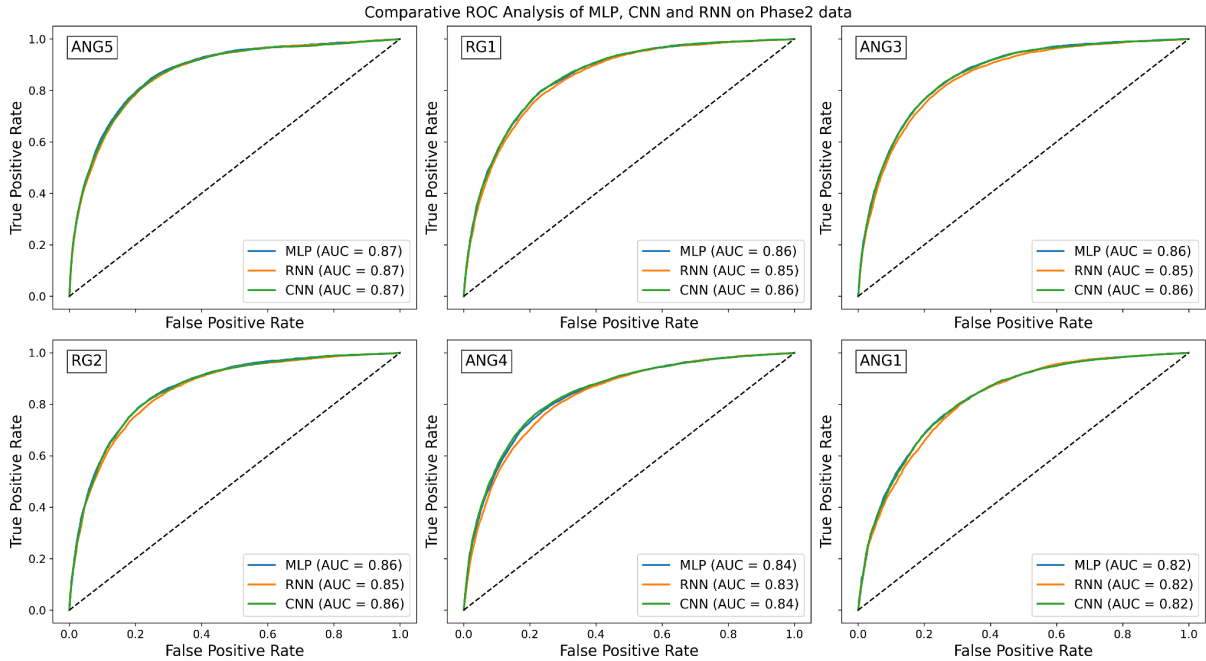 Comparative ROC Analysis of MLP, CNN and RNN on Phase2 data
ANG5
True Positive Rate
1.0
0.8
0.6
0.4
0.2
0.0
MLP (AUC = 0.87)
RNN (AUC = 0.87)
CNN (AUC = 0.87)
False Positive Rate
RG1
True Positive Rate
MLP (AUC = 0.86)
RNN (AUC = 0.85)
CNN (AUC = 0.86)
False Positive Rate
ANG3
True Positive Rate
MLP (AUC = 0.86)
RNN (AUC = 0.85)
CNN (AUC = 0.86)
False Positive Rate
RG2
True Positive Rate
1.0
0.8
0.6
0.4
0.2
0.0
MLP (AUC = 0.86)
RNN (AUC = 0.85)
CNN (AUC = 0.86)
0.0 0.2 0.4 0.6 0.8 1.0
False Positive Rate
ANG4
True Positive Rate
MLP (AUC = 0.84)
RNN (AUC = 0.83)
CNN (AUC = 0.84)
0.0 0.2 0.4 0.6 0.8 1.0
False Positive Rate
ANG1
True Positive Rate
MLP (AUC = 0.82)
RNN (AUC = 0.82)
CNN (AUC = 0.82)
0.0 0.2 0.4 0.6 0.8 1.0
False Positive Rate